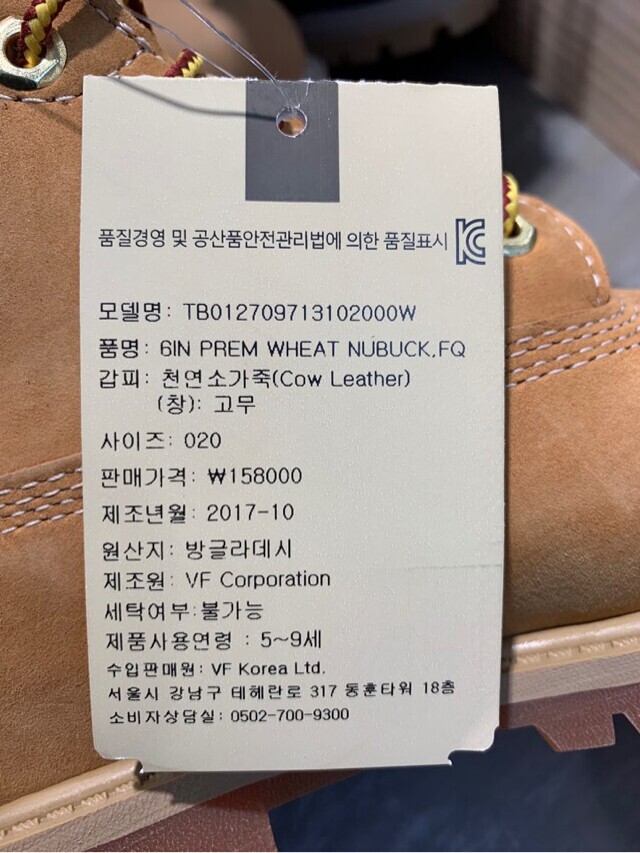 품질경영 및 공산품안전관리법에 의한 품질표시 KC
모델명: TB012709713102000W
품명: 6IN PREM WHEAT NUBUCK,FQ
갑피: 천연소가죽(Cow Leather)
(창): 고무
사이즈: 020
판매가격: ₩158000
제조년월: 2017-10
원산지: 방글라데시
제조원: VF Corporation
세탁여부:불가능
제품사용연령 : 5~9세
수입판매원: VF Korea Ltd.
서울시 강남구 테헤란로 317 동훈타워 18층
소비자상담실: 0502-700-9300